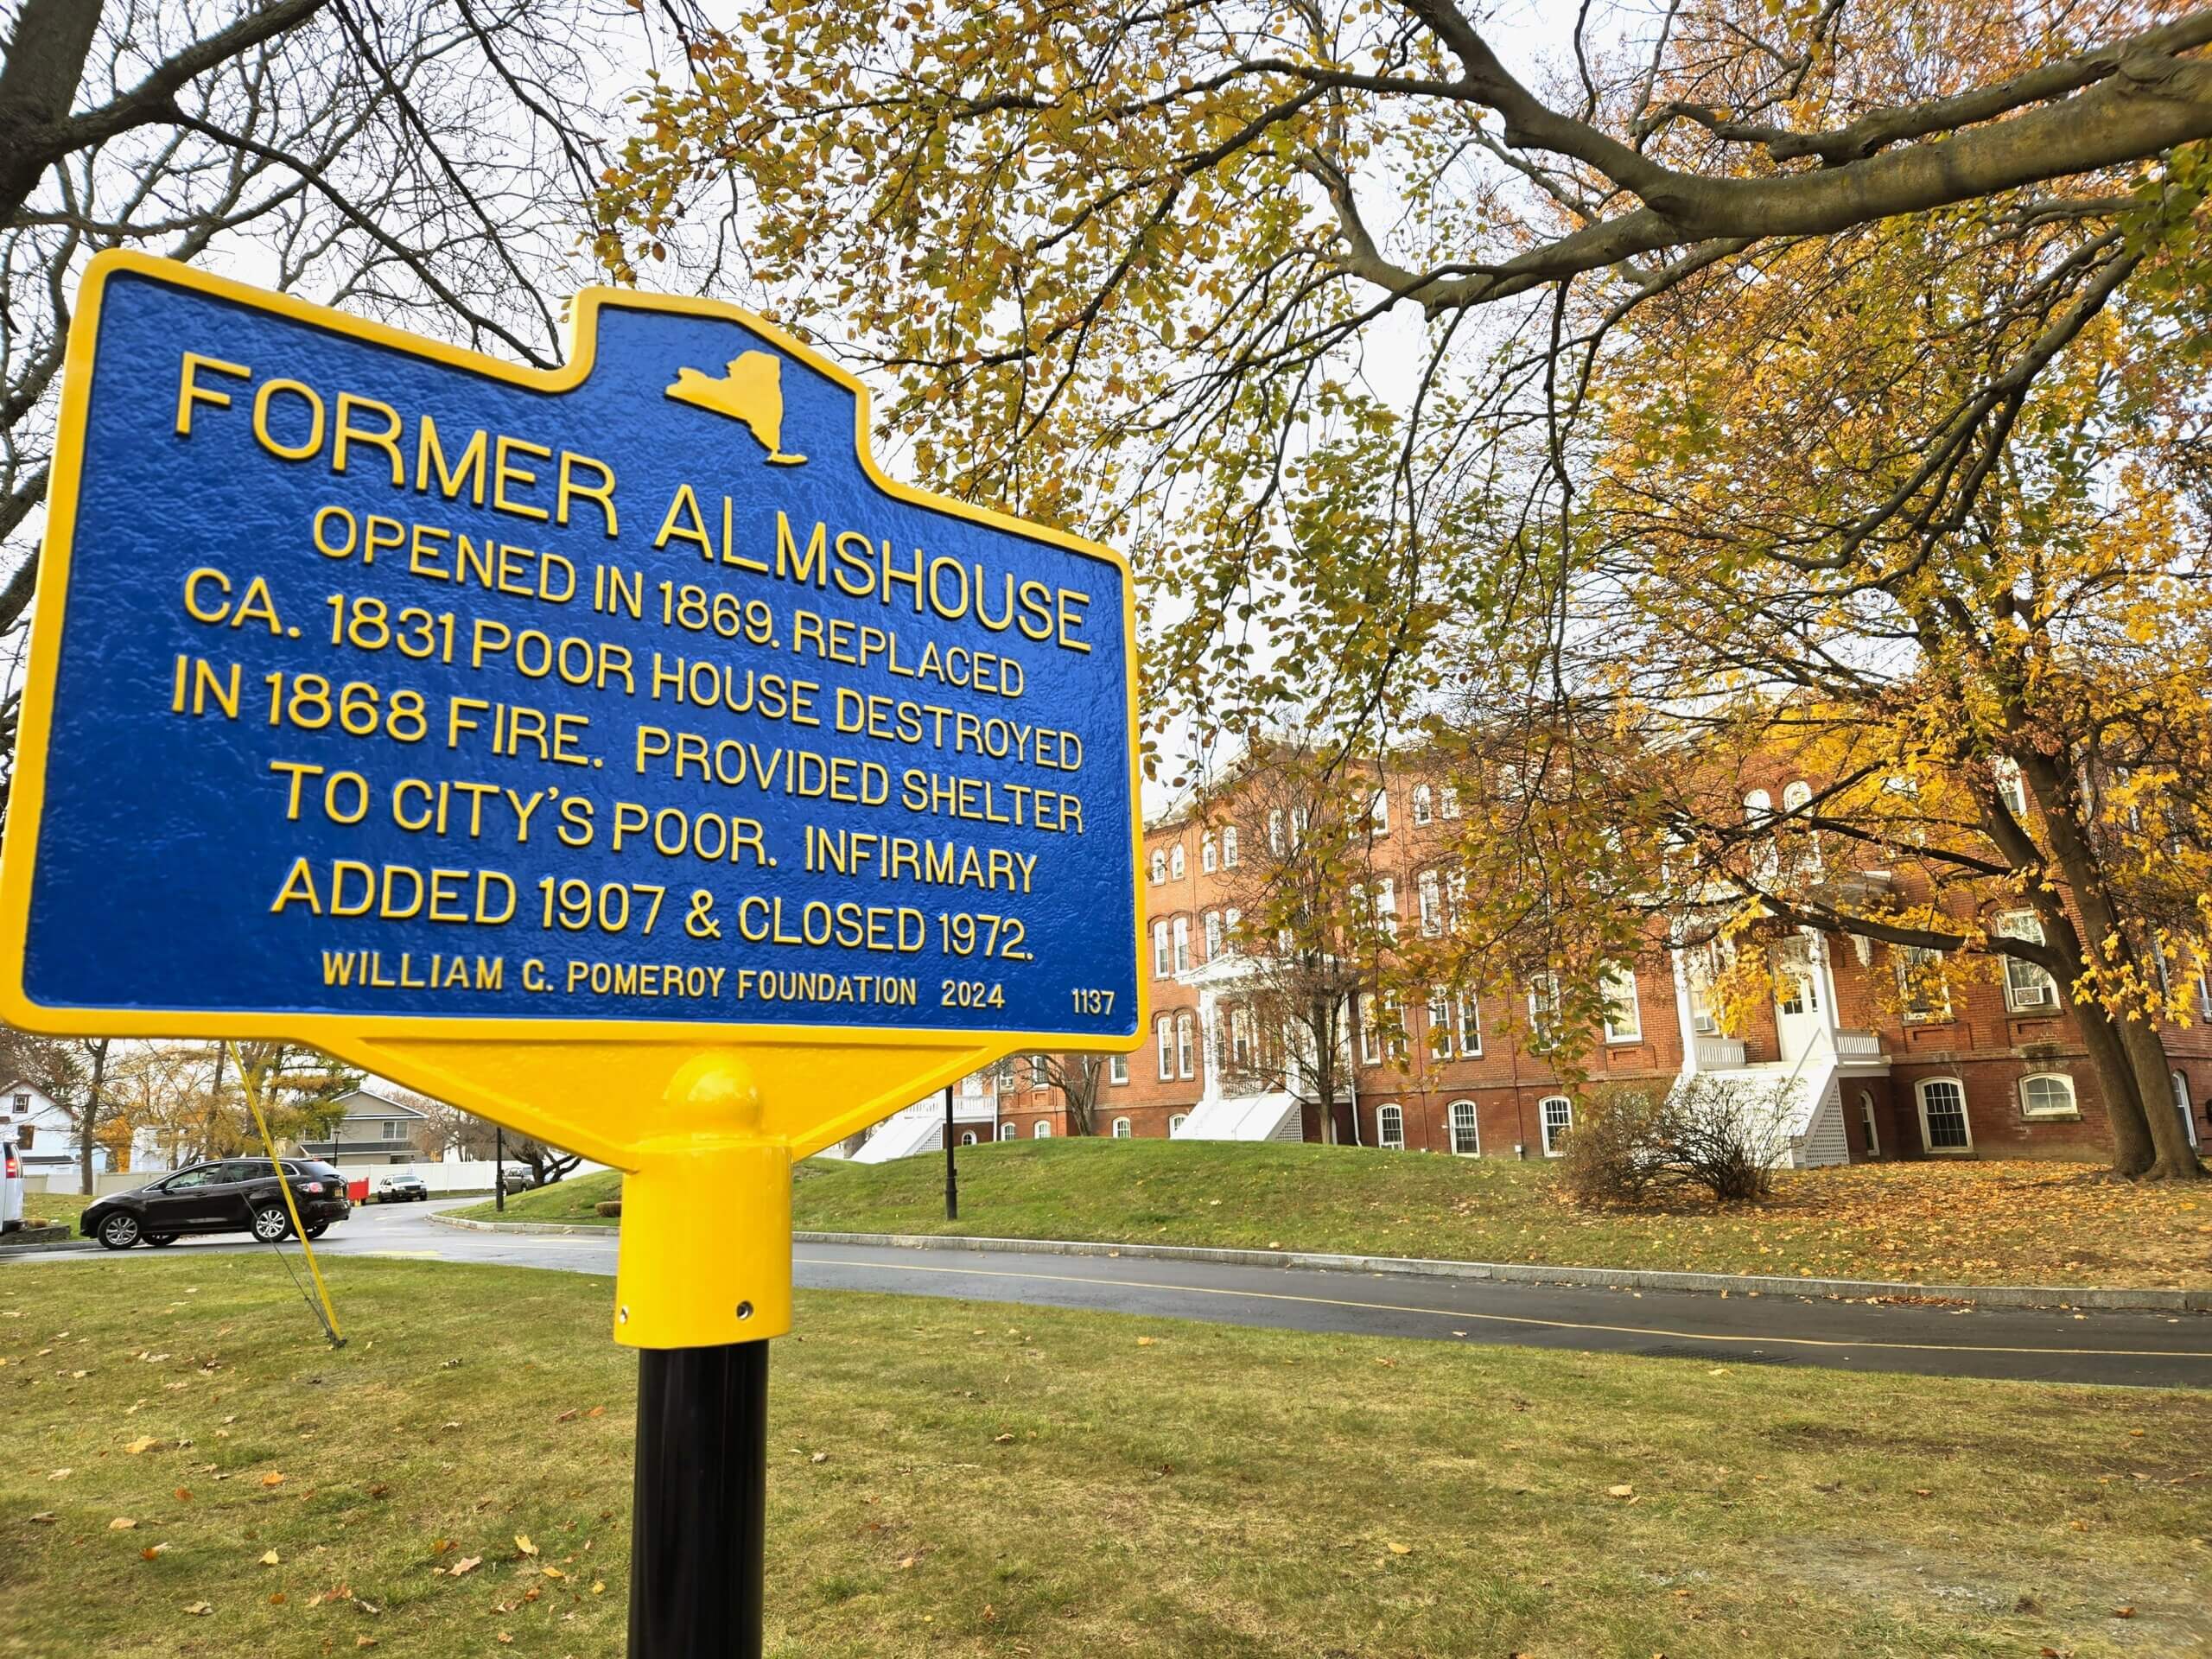 FORMER ALMSHOUSE
OPENED IN 1869. REPLACED
CA. 1831 POOR HOUSE DESTROYED
IN 1868 FIRE. PROVIDED SHELTER
TO CITY'S POOR. INFIRMARY
ADDED 1907 & CLOSED 1972.
WILLIAM G. POMEROY FOUNDATION 2024 1137